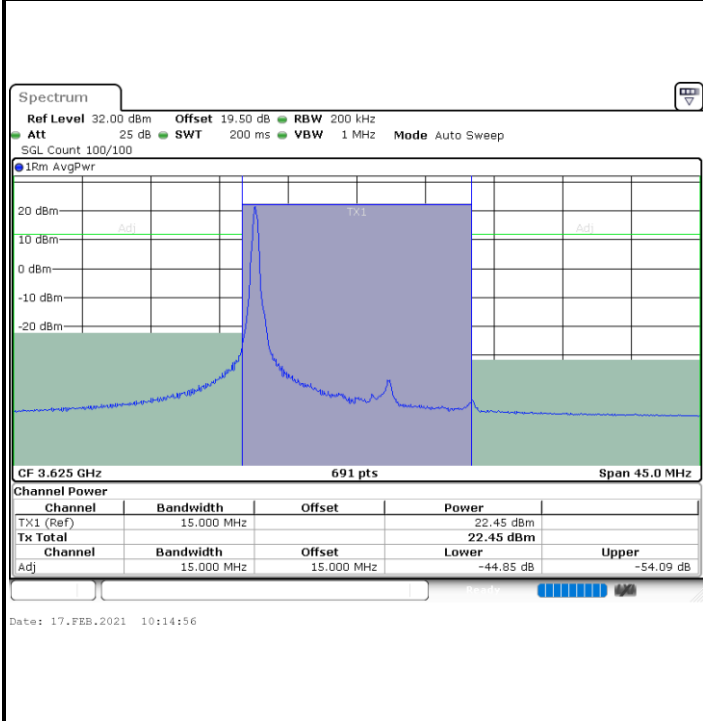 Spectrum
Ref Level 32.00 dBm Offset 19.50 dB RBW 200 kHz
Att 25 dB SWT 200 ms VBW 1 MHz Mode Auto Sweep
SGL Count 100/100
1Rm AvgPwr
TX1
20 dBm
Adj Adj
10 dBm
0 dBm
-10 dBm
-20 dBm
CF 3.625 GHz 691 pts Span 45.0 MHz
Channel Power
Channel Bandwidth Offset Power
TX1 (Ref) 15.000 MHz 22.45 dBm
Tx Total 22.45 dBm
Channel Bandwidth Offset Lower Upper
Adj 15.000 MHz 15.000 MHz -44.85 dB -54.09 dB
Ready
Date: 17.FEB.2021 10:14:56